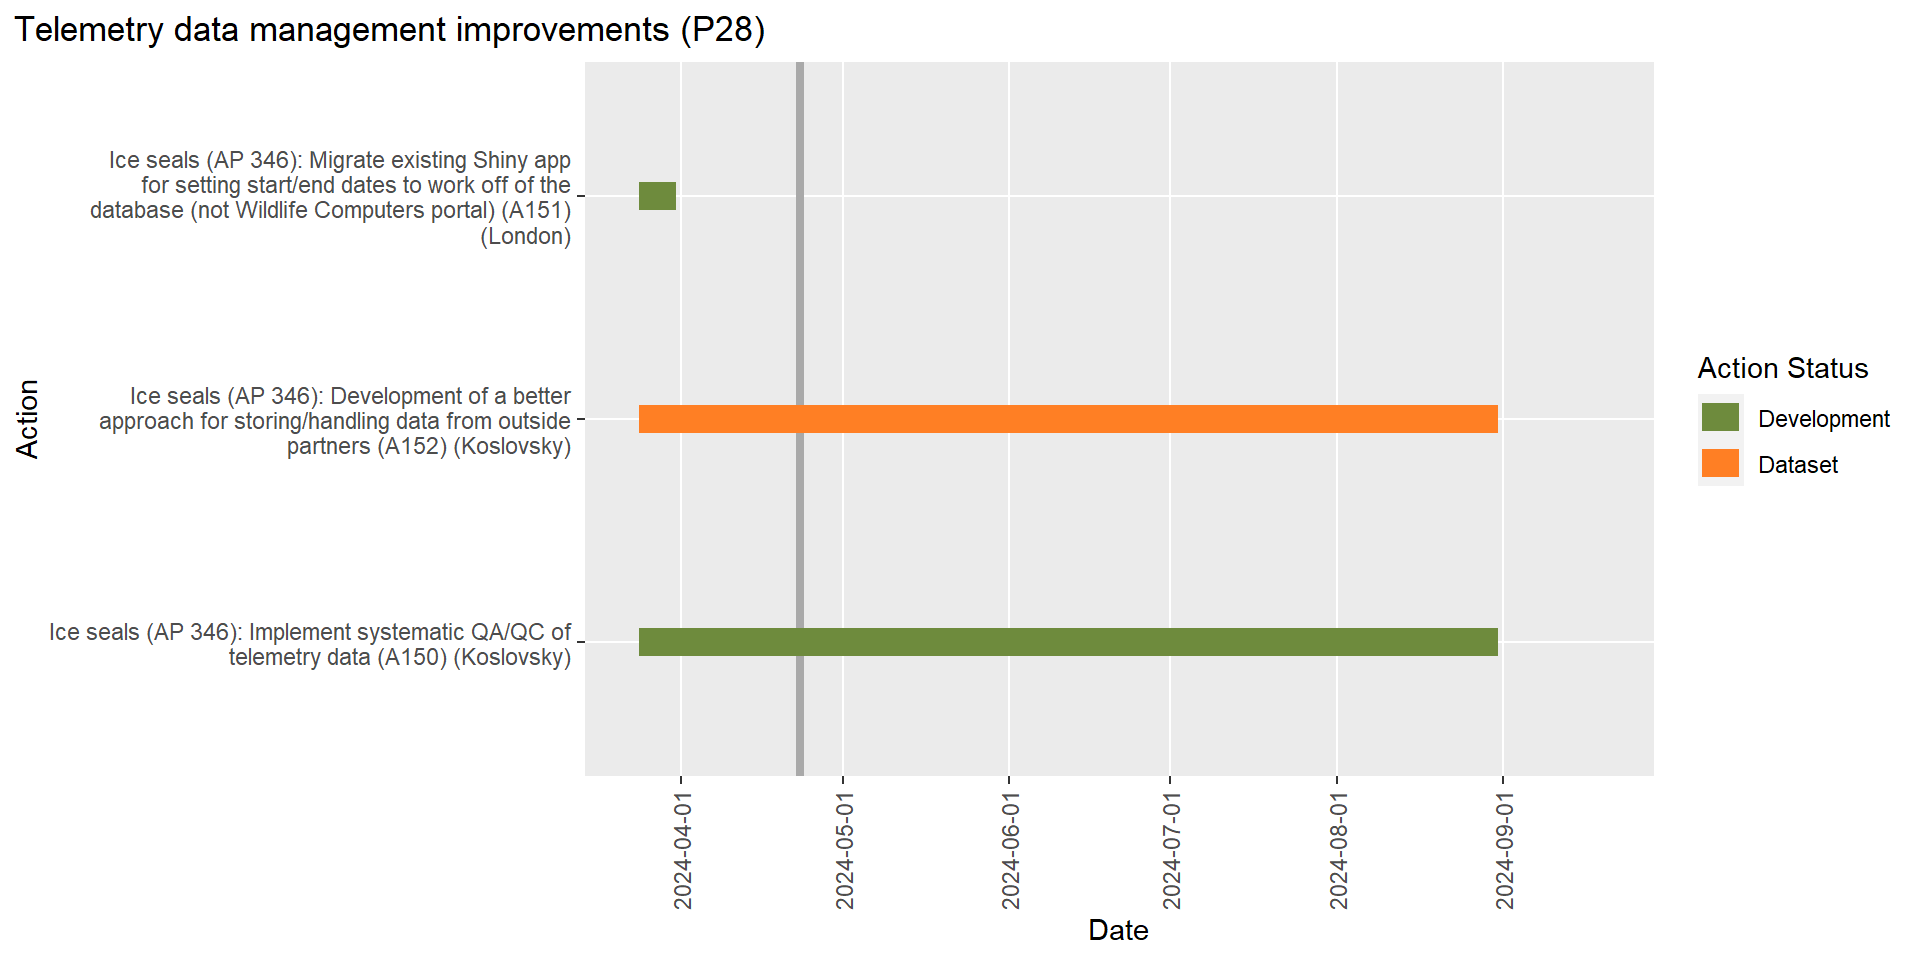 Telemetry data management improvements (P28)
Ice seals (AP 346): Migrate existing Shiny app
for setting start/end dates to work off of the
database (not Wildlife Computers portal) (A151)
(London)
Ice seals (AP 346): Development of a better
approach for storing/handling data from outside
partners (A152) (Koslovsky)
Ice seals (AP 346): Implement systematic QA/QC of
telemetry data (A150) (Koslovsky)
Action
2024-04-01
2024-05-01
2024-06-01
2024-07-01
2024-08-01
2024-09-01
Date
Action Status
Development
Dataset